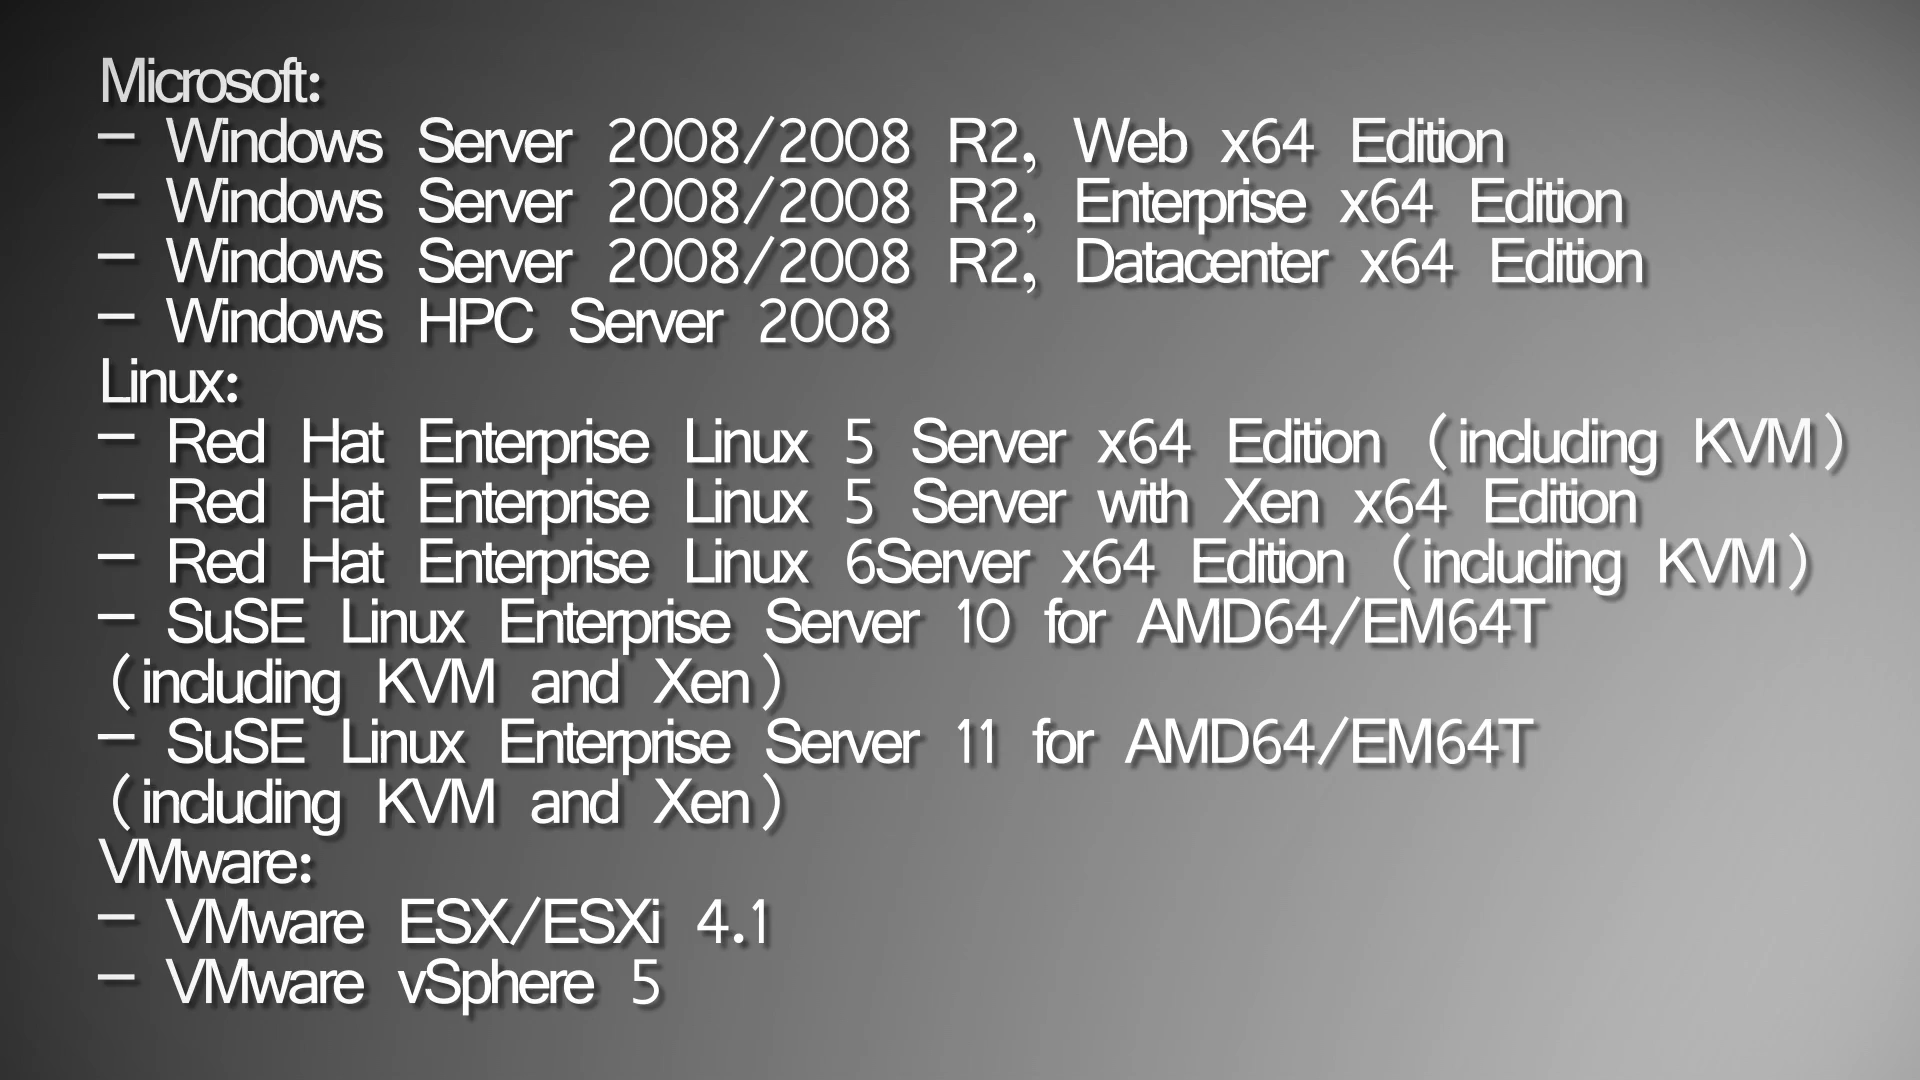 Microsoft:
– Windows Server 2008/2008 R2, Web x64 Edition
– Windows Server 2008/2008 R2, Enterprise x64 Edition
– Windows Server 2008/2008 R2, Datacenter x64 Edition
– Windows HPC Server 2008
Linux:
– Red Hat Enterprise Linux 5 Server x64 Edition (including KVM)
– Red Hat Enterprise Linux 5 Server with Xen x64 Edition
– Red Hat Enterprise Linux 6Server x64 Edition (including KVM)
– SuSE Linux Enterprise Server 10 for AMD64/EM64T
(including KVM and Xen)
– SuSE Linux Enterprise Server 11 for AMD64/EM64T
(including KVM and Xen)
VMware:
– VMware ESX/ESXi 4.1
– VMware vSphere 5